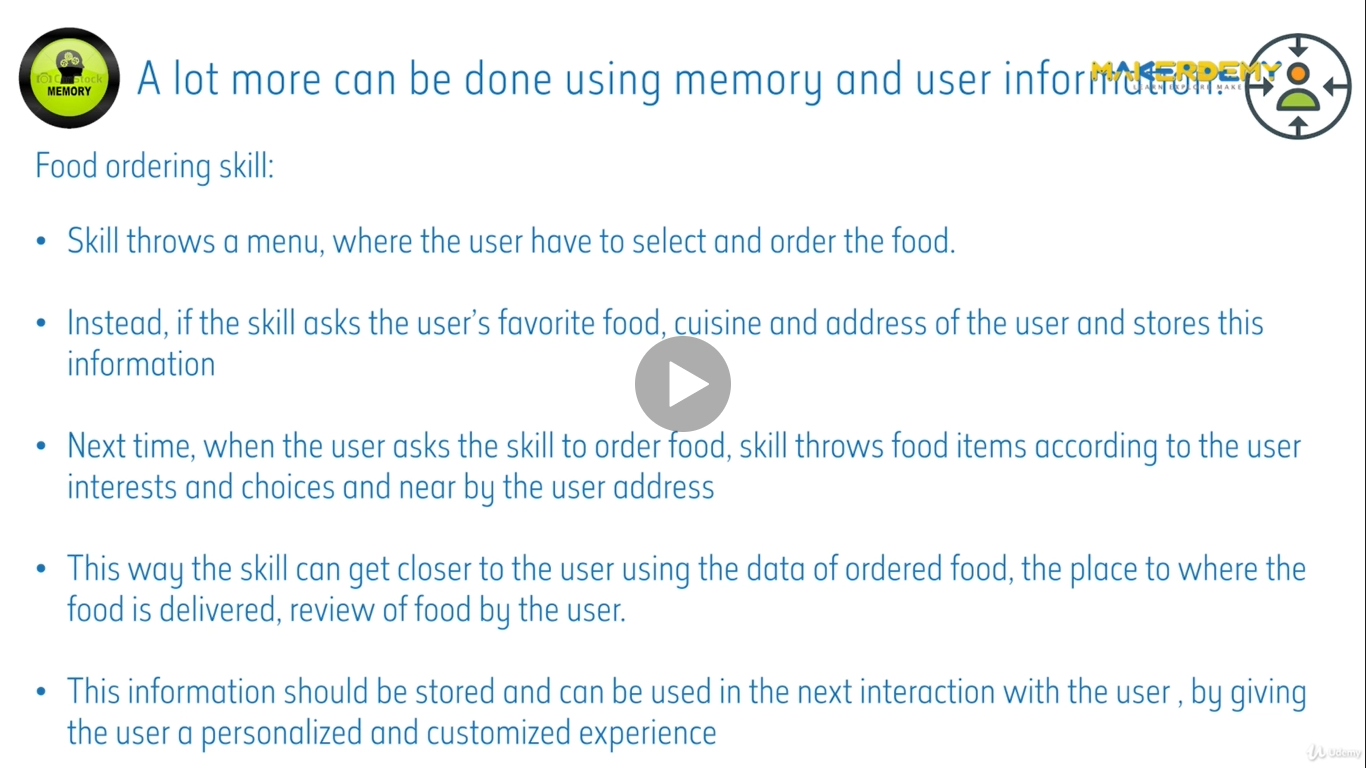 A lot more can be done using memory and user information.
MEMORY
MAKERDEMY
LEARN EXPLORE MAKE
Food ordering skill:
• Skill throws a menu, where the user have to select and order the food.
• Instead, if the skill asks the user's favorite food, cuisine and address of the user and stores this
information
• Next time, when the user asks the skill to order food, skill throws food items according to the user
interests and choices and near by the user address
• This way the skill can get closer to the user using the data of ordered food, the place to where the
food is delivered, review of food by the user.
• This information should be stored and can be used in the next interaction with the user , by giving
the user a personalized and customized experience
Udemy